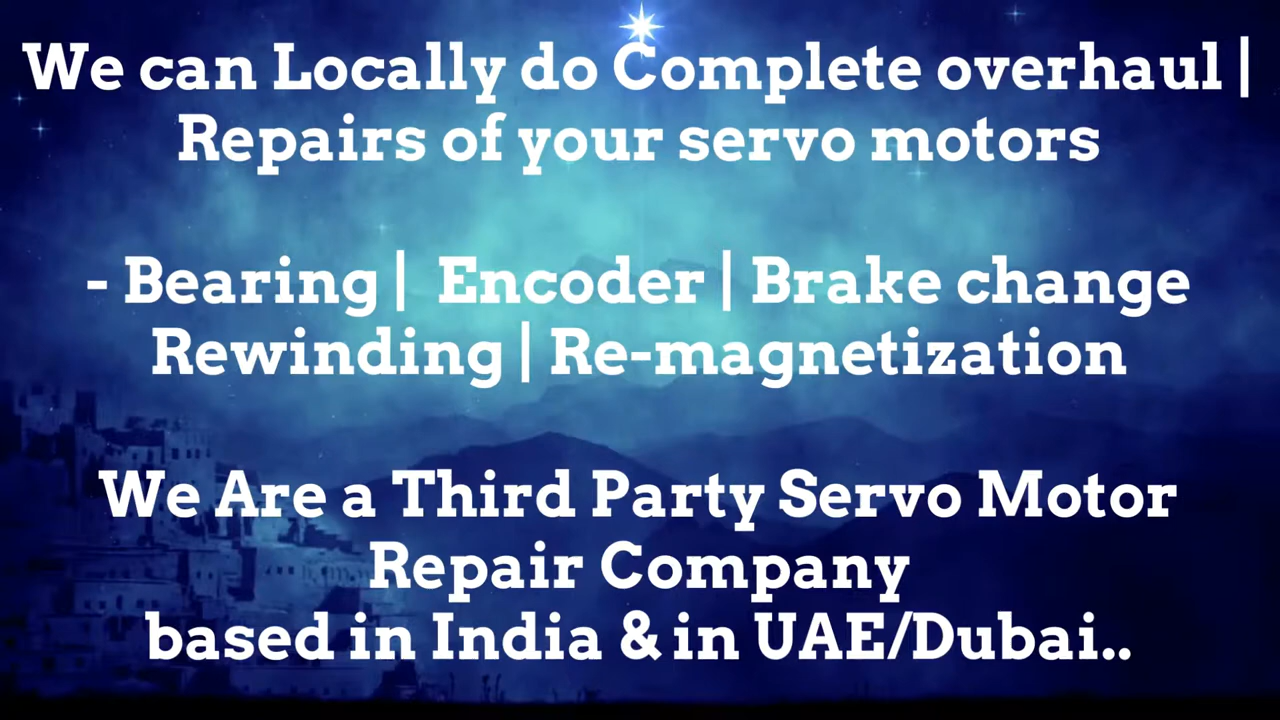 We can Locally do Complete overhaul |
Repairs of your servo motors
- Bearing | Encoder | Brake change
Rewinding | Re-magnetization
We Are a Third Party Servo Motor
Repair Company
based in India & in UAE/Dubai..